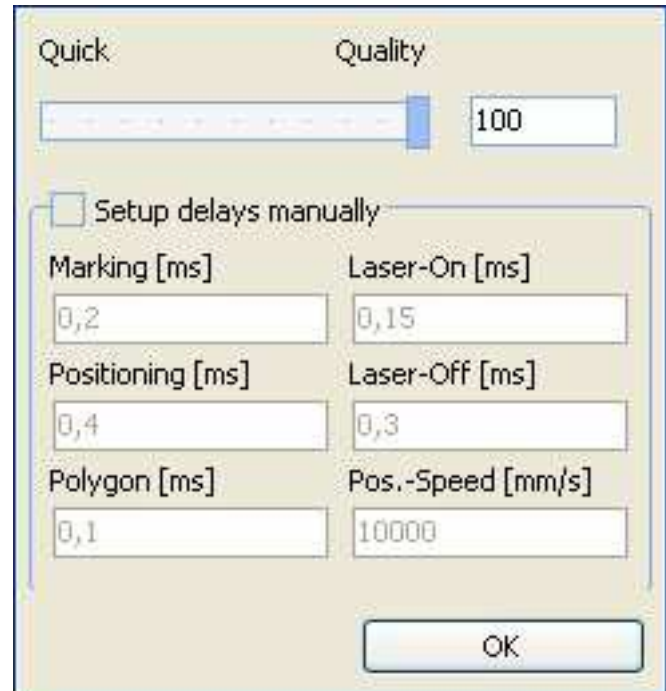 Quick Quality
100
Setup delays manually
Marking [ms] Laser-On [ms]
0,2 0,15
Positioning [ms] Laser-Off [ms]
0,4 0,3
Polygon [ms] Pos.-Speed [mm/s]
0,1 10000
OK